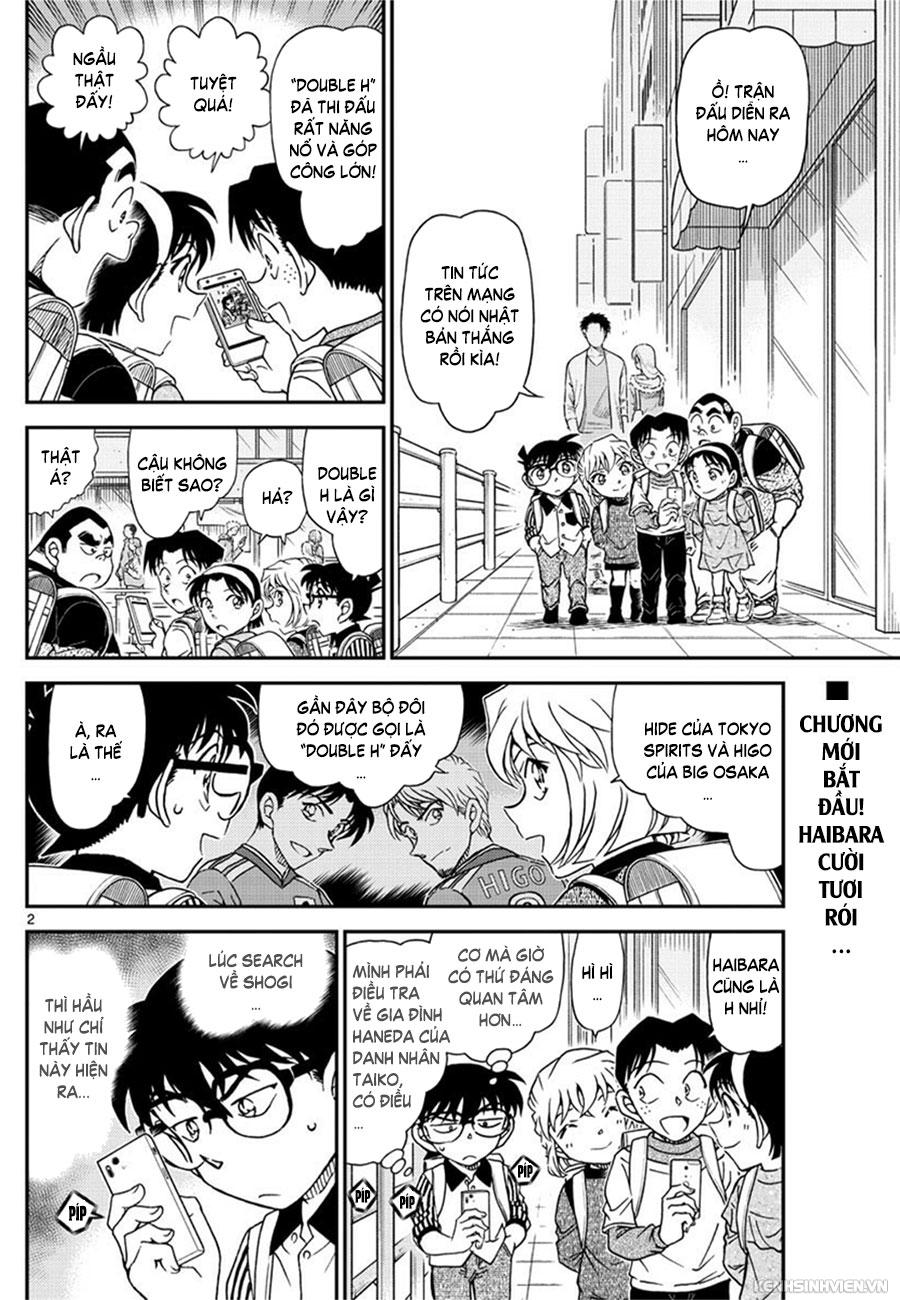 Ồ! TRẬN
ĐẤU DIỄN RA
HÔM NAY
...
TIN TỨC
TRÊN MẠNG
CÓ NÓI NHẬT
BẢN THẮNG
RỒI KÌA!
"DOUBLE H"
ĐÃ THI ĐẤU
RẤT NĂNG
NỔ VÀ GÓP
CÔNG LỚN!
TUYỆT
QUÁ!
NGẦU
THẬT
ĐẤY!
DOUBLE
H LÀ GÌ
VẬY?
HẢ?
CẬU KHÔNG
BIẾT SAO?
THẬT
Á?
■
CHƯƠNG
MỚI
BẮT
ĐẦU!
HAIBARA
CƯỜI
TƯƠI
RÓI
...
HIDE CỦA TOKYO
SPIRITS VÀ HIGO
CỦA BIG OSAKA
...
GẦN ĐÂY BỘ ĐÔI
ĐÓ ĐƯỢC GỌI LÀ
"DOUBLE H" ĐẤY
...
HIGO
À, RA
LÀ THẾ
...
2
HAIBARA
CŨNG LÀ
H NHỈ!
HÌ HÌ
...
CƠ MÀ GIỜ
CÓ THỨ ĐÁNG
QUAN TÂM
HƠN...
MÌNH PHẢI
ĐIỀU TRA
VỀ GIA ĐÌNH
HANEDA CỦA
DANH NHÂN
TAIKO,
CÓ ĐIỀU
...
PÍP
PÍP
PÍP
LÚC SEARCH
VỀ SHOGI
...
THÌ HẦU
NHƯ CHỈ
THẤY TIN
NÀY HIỆN
RA...
PÍP